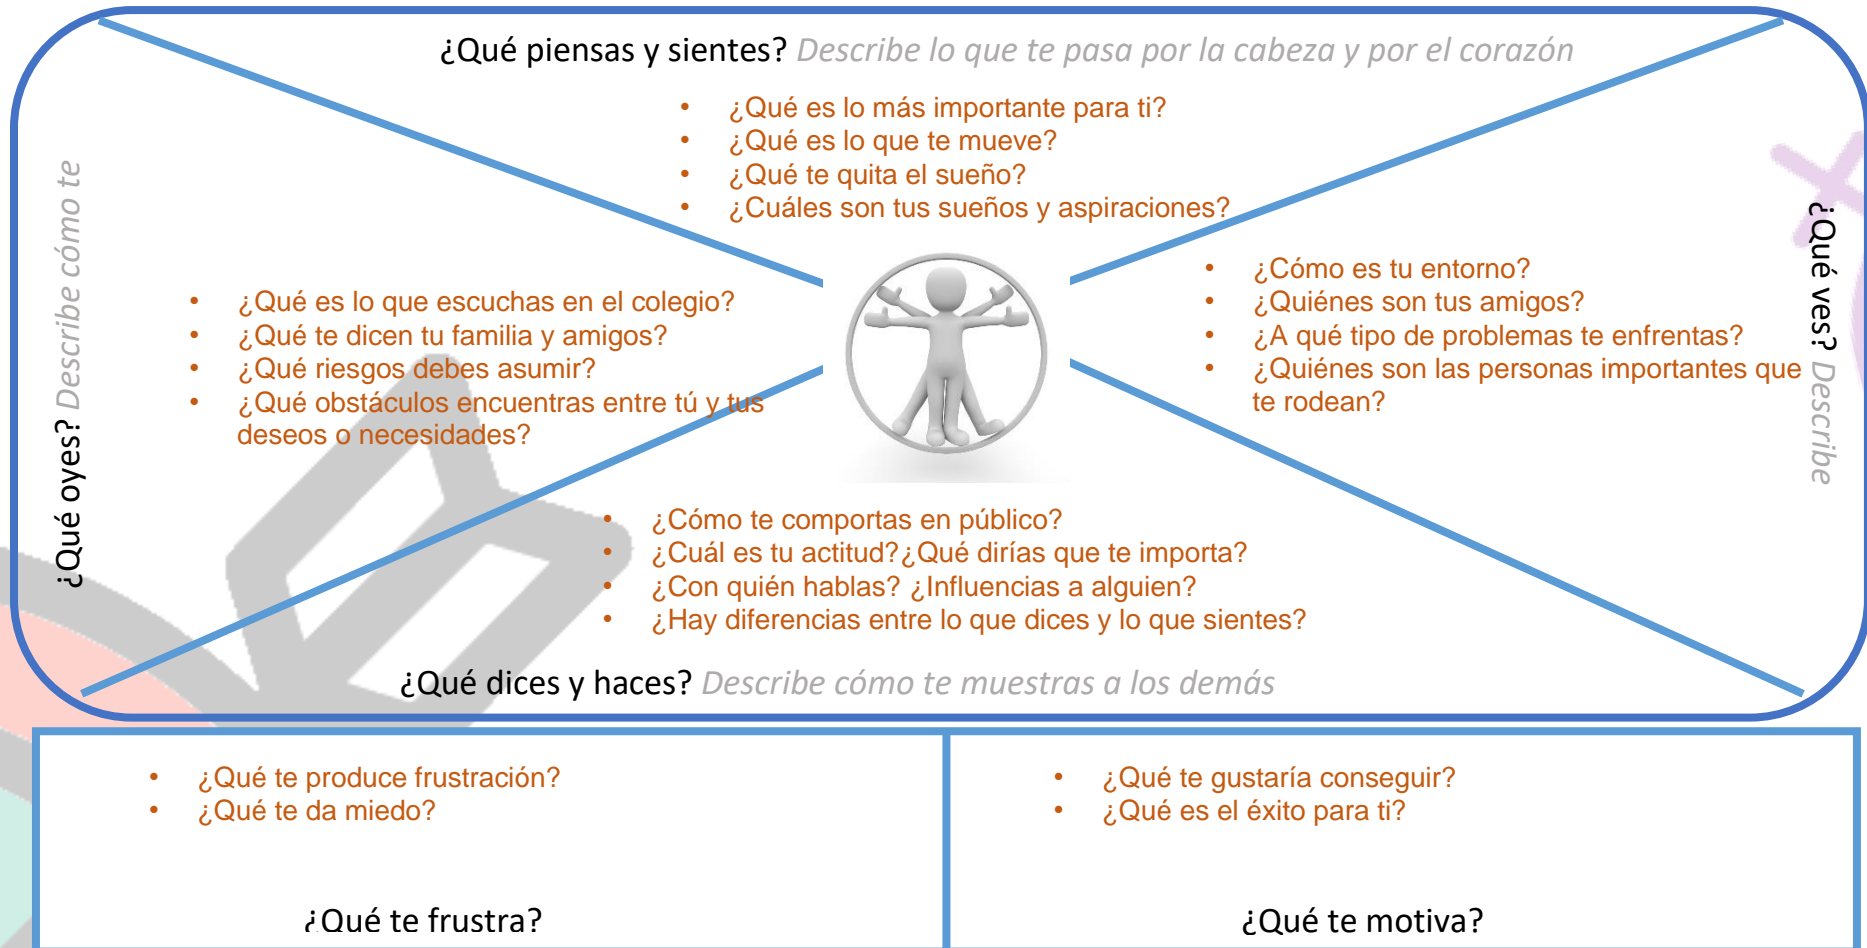 ¿Qué piensas y sientes? Describe lo que te pasa por la cabeza y por el corazón
• ¿Qué es lo más importante para ti?
• ¿Qué es lo que te mueve?
• ¿Qué te quita el sueño?
• ¿Cuáles son tus sueños y aspiraciones?
¿Qué oyes? Describe cómo te
• ¿Qué es lo que escuchas en el colegio?
• ¿Qué te dicen tu familia y amigos?
• ¿Qué riesgos debes asumir?
• ¿Qué obstáculos encuentras entre tú y tus
deseos o necesidades?
• ¿Cómo es tu entorno?
• ¿Quiénes son tus amigos?
• ¿A qué tipo de problemas te enfrentas?
• ¿Quiénes son las personas importantes que
te rodean?
¿Qué ves? Describe
• ¿Cómo te comportas en público?
• ¿Cuál es tu actitud?¿Qué dirías que te importa?
• ¿Con quién hablas? ¿Influencias a alguien?
• ¿Hay diferencias entre lo que dices y lo que sientes?
¿Qué dices y haces? Describe cómo te muestras a los demás
• ¿Qué te produce frustración?
• ¿Qué te da miedo?
¿Qué te frustra?
• ¿Qué te gustaría conseguir?
• ¿Qué es el éxito para ti?
¿Qué te motiva?